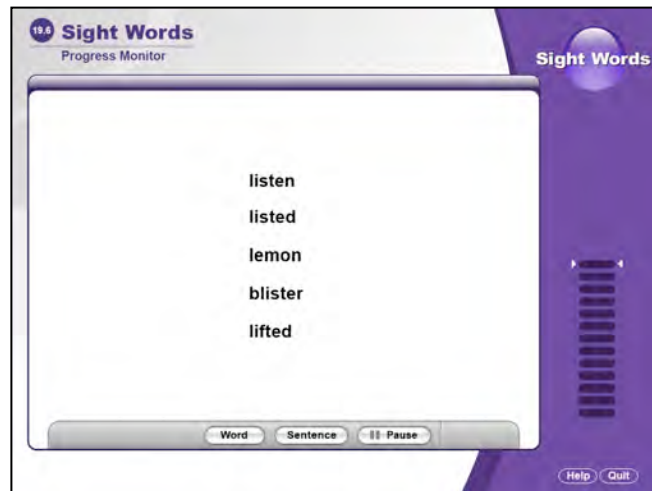 19.6 Sight Words
Progress Monitor
Sight Words
listen
listed
lemon
blister
lifted
Word Sentence Pause
Help Quit